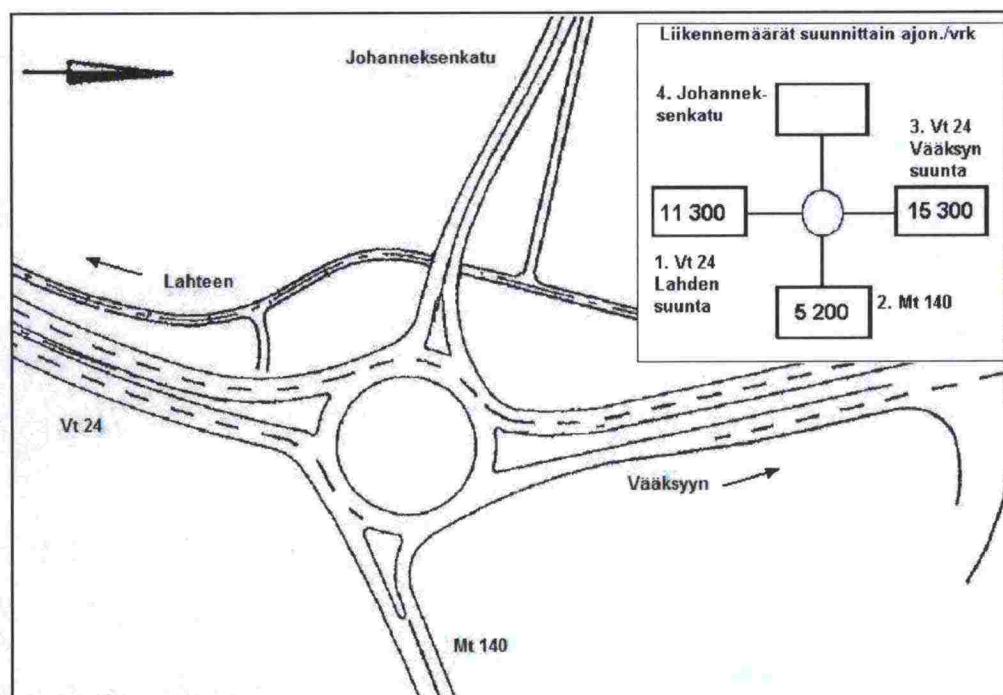 Johanneksenkatu
Liikennemäärät suunnittain ajon./vrk
4. Johannek-
senkatu
3. Vt 24
Vääksyn
suunta
11 300
15 300
1. Vt 24
Lahden
suunta
5 200
2. Mt 140
Lahteen
Vt 24
Vääksyyn
Mt 140